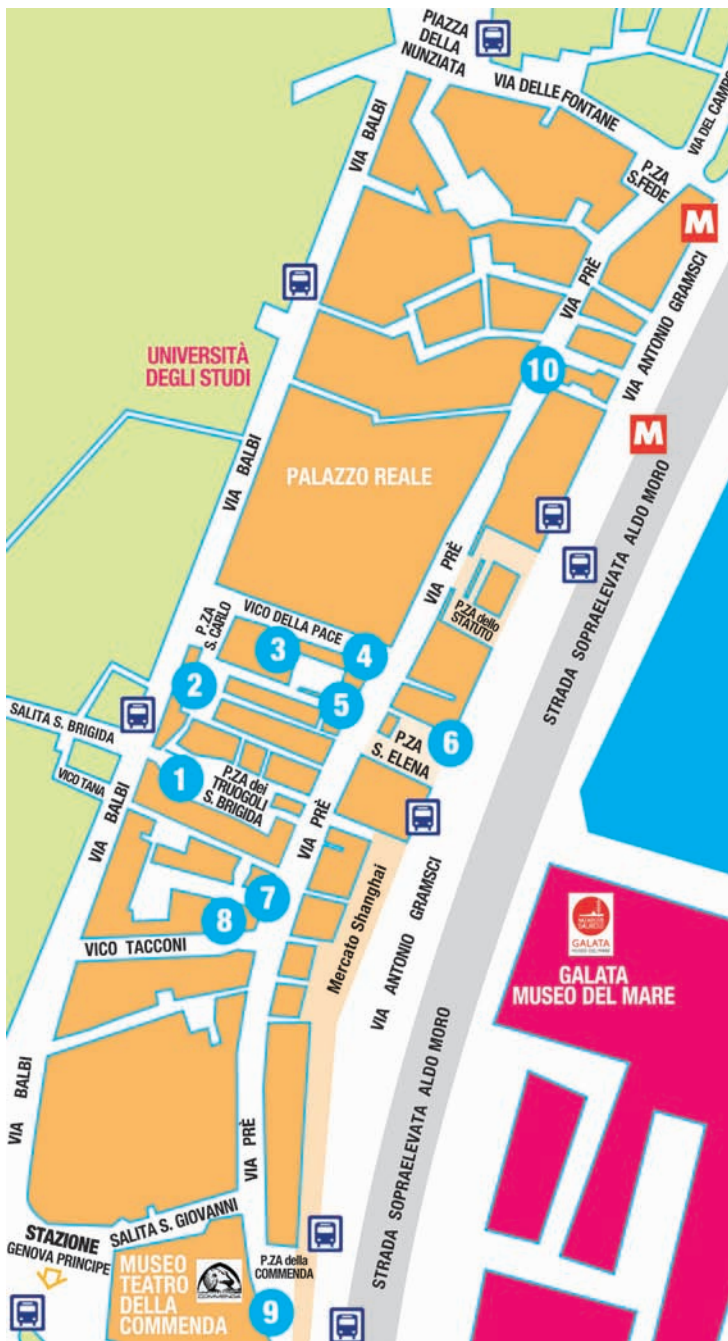 PIAZZA
DELLA
NUNZIATA
VIA DELLE FONTANE
VIA DEL CAMPO
P.ZA
S.FEDE
M
VIA BALBI
VIA PRÈ
VIA ANTONIO GRAMSCI
UNIVERSITÀ
DEGLI STUDI
10
M
VIA BALBI
PALAZZO REALE
STRADA SOPRAELEVATA ALDO MORO
VIA PRÈ
P.ZA dello
STATUTO
P.ZA
S. CARLO
VICO DELLA PACE
3
4
2
5
6
SALITA S. BRIGIDA
P.ZA
S. ELENA
VICO TANA
1
P.ZA dei
TRUOGOLI
S. BRIGIDA
VIA BALBI
VIA PRÈ
7
8
VICO TACCONI
Mercato Shanghai
VIA ANTONIO GRAMSCI
GALATA
GALATA
MUSEO DEL MARE
STRADA SOPRAELEVATA ALDO MORO
VIA BALBI
VIA PRÈ
SALITA S. GIOVANNI
STAZIONE
GENOVA PRINCIPE
MUSEO
TEATRO
DELLA
COMMENDA
COMMENDA
P.ZA della
COMMENDA
9